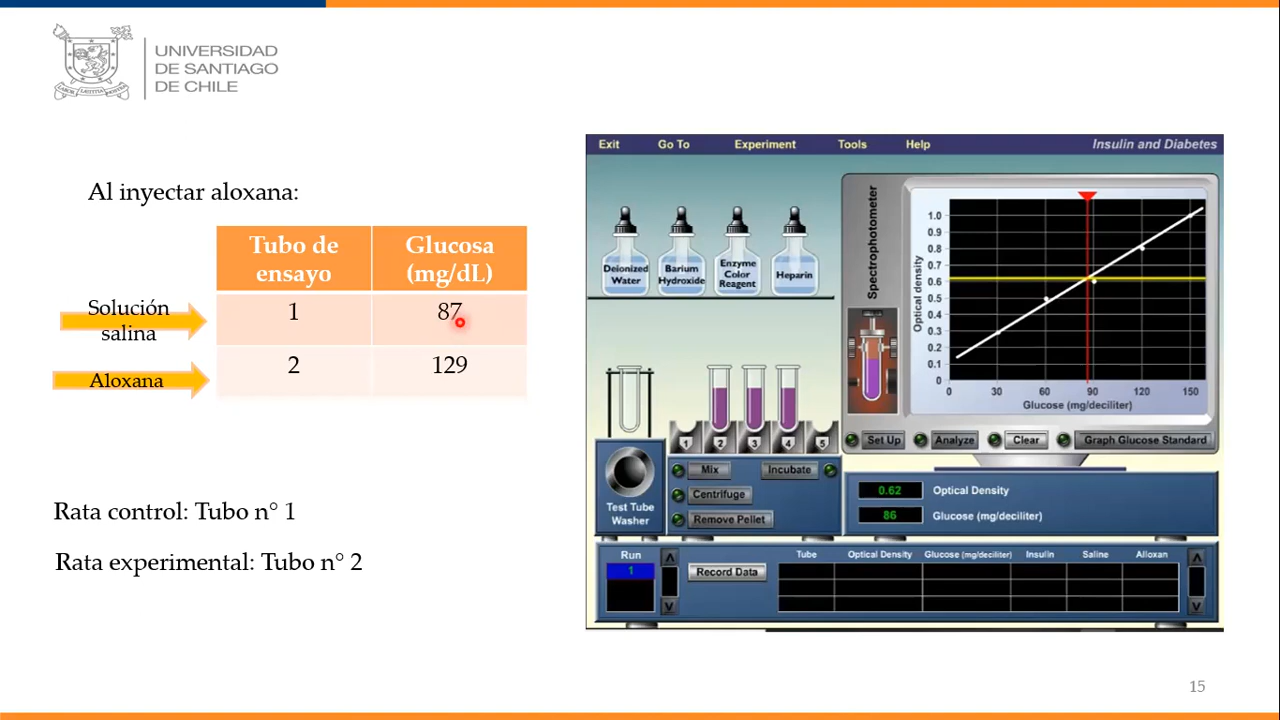 UNIVERSIDAD
DE SANTIAGO
DE CHILE
LABOR LAETITIA NOSTRA
Al inyectar aloxana:
Tubo de ensayo
Glucosa (mg/dL)
Solución salina
1
87
Aloxana
2
129
Rata control: Tubo n° 1
Rata experimental: Tubo n° 2
Exit
Go To
Experiment
Tools
Help
Insulin and Diabetes
Deionized Water
Barium Hydroxide
Enzyme Color Reagent
Heparin
Spectrophotometer
Optical density
1.0
0.9
0.8
0.7
0.6
0.5
0.4
0.3
0.2
0.1
0
0
30
60
90
120
150
Glucose (mg/deciliter)
1
2
3
4
5
Set Up
Analyze
Clear
Graph Glucose Standard
Mix
Incubate
Centrifuge
Remove Pellet
Test Tube Washer
0.62
Optical Density
86
Glucose (mg/deciliter)
Run
1
Record Data
Tube
Optical Density
Glucose (mg/deciliter)
Insulin
Saline
Alloxan
15